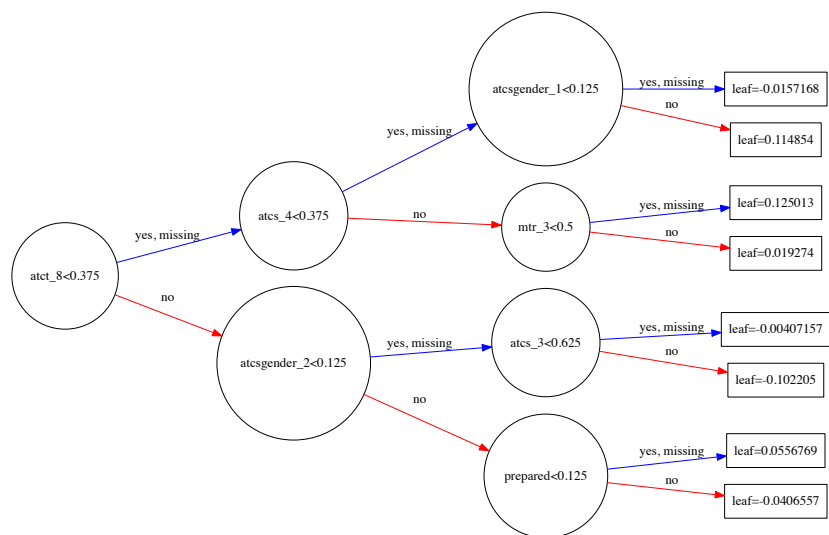 atcsgender_1<0.125
yes, missing
leaf=-0.0157168
no
leaf=0.114854
yes, missing
atcs_4<0.375
yes, missing
no
mtr_3<0.5
yes, missing
leaf=0.125013
no
leaf=0.019274
atct_8<0.375
no
atcsgender_2<0.125
yes, missing
atcs_3<0.625
yes, missing
leaf=-0.00407157
no
leaf=-0.102205
no
prepared<0.125
yes, missing
leaf=0.0556769
no
leaf=-0.0406557